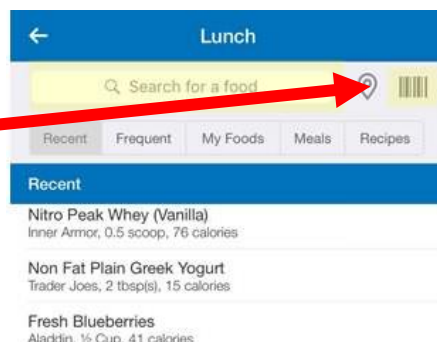 Lunch
Search for a food
Recent Frequent My Foods Meals Recipes
Recent
Nitro Peak Whey (Vanilla)
Inner Armor, 0.5 scoop, 76 calories
Non Fat Plain Greek Yogurt
Trader Joes, 2 tbsp(s), 15 calories
Fresh Blueberries
Aladdin, ½ Cup, 41 calories